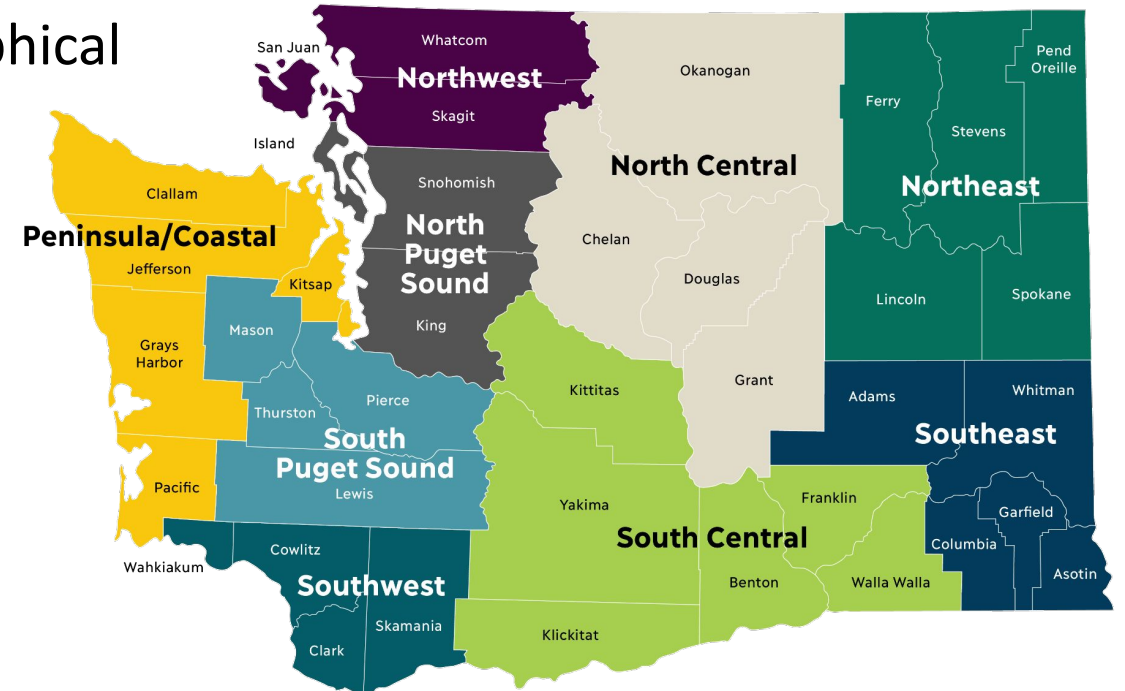 phical
San Juan
Whatcom
Northwest
Skagit
Island
Okanogan
North Central
Chelan
Douglas
Grant
Pend
Oreille
Ferry
Stevens
Northeast
Lincoln
Spokane
Clallam
Peninsula/Coastal
Jefferson
Kitsap
Grays
Harbor
Pacific
Snohomish
North
Puget
Sound
King
Mason
Thurston
Pierce
South
Puget Sound
Lewis
Kittitas
Yakima
South Central
Franklin
Benton
Walla Walla
Klickitat
Adams
Whitman
Southeast
Garfield
Columbia
Asotin
Wahkiakum
Cowlitz
Southwest
Skamania
Clark